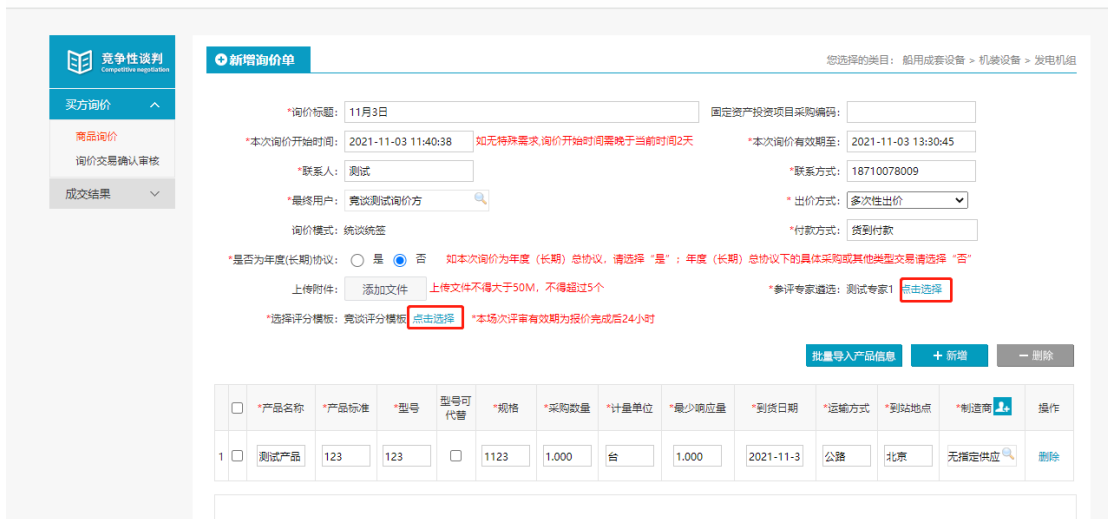 竞争性谈判
Competitive negotiation
买方询价
商品询价
询价交易确认审核
成交结果
新增询价单
您选择的类目: 船用成套设备 > 机装设备 > 发电机组
*询价标题: 11月3日 固定资产投资项目采购编码:
*本次询价开始时间: 2021-11-03 11:40:38 如无特殊需求,询价开始时间需晚于当前时间2天 *本次询价有效期至: 2021-11-03 13:30:45
*联系人: 测试 *联系方式: 18710078009
*最终用户: 竞谈测试询价方 * 出价方式: 多次性出价
询价模式: 统谈统签 *付款方式: 货到付款
*是否为年度(长期)协议: 是 否 如本次询价为年度（长期）总协议，请选择“是”；年度（长期）总协议下的具体采购或其他类型交易请选择“否”
上传附件: 添加文件 上传文件不得大于50M，不得超过5个 *参评专家遴选: 测试专家1 点击选择
*选择评分模板: 竞谈评分模板 点击选择 *本场次评审有效期为报价完成后24小时
批量导入产品信息 + 新增 − 删除
*产品名称 *产品标准 *型号 型号可代替 *规格 *采购数量 *计量单位 *最少响应量 *到货日期 *运输方式 *到站地点 *制造商 操作
1 测试产品 123 123 1123 1.000 台 1.000 2021-11-3 公路 北京 无指定供应 删除